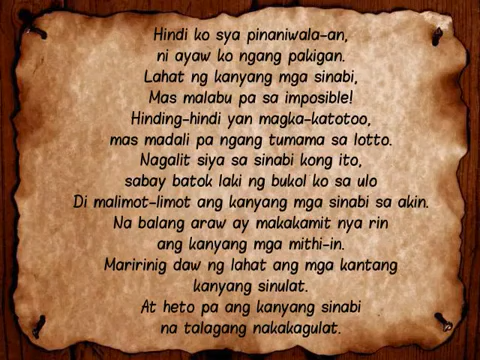 Hindi ko sya pinaniwala-an,
ni ayaw ko ngang pakigan.
Lahat ng kanyang mga sinabi,
Mas malabu pa sa imposible!
Hinding-hindi yan magka-katotoo,
mas madali pa ngang tumama sa lotto.
Nagalit siya sa sinabi kong ito,
sabay batok laki ng bukol ko sa ulo
Di malimot-limot ang kanyang mga sinabi sa akin.
Na balang araw ay makakamit nya rin
ang kanyang mga mithi-in.
Maririnig daw ng lahat ang mga kantang
kanyang sinulat.
At heto pa ang kanyang sinabi
na talagang nakakagulat.